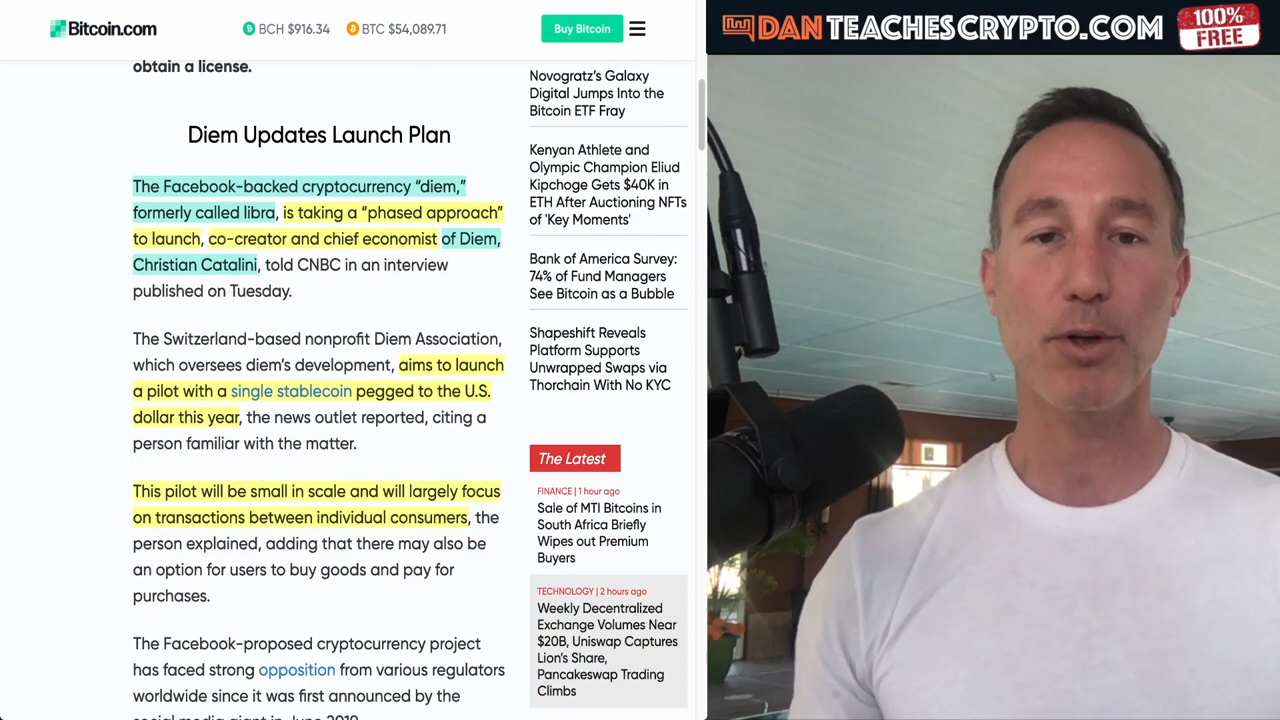 Bitcoin.com
BCH $916.34
BTC $54,089.71
Buy Bitcoin
obtain a license.
Diem Updates Launch Plan
The Facebook-backed cryptocurrency “diem,”
formerly called libra, is taking a “phased approach”
to launch, co-creator and chief economist of Diem,
Christian Catalini, told CNBC in an interview
published on Tuesday.
The Switzerland-based nonprofit Diem Association,
which oversees diem’s development, aims to launch
a pilot with a single stablecoin pegged to the U.S.
dollar this year, the news outlet reported, citing a
person familiar with the matter.
This pilot will be small in scale and will largely focus
on transactions between individual consumers, the
person explained, adding that there may also be
an option for users to buy goods and pay for
purchases.
The Facebook-proposed cryptocurrency project
has faced strong opposition from various regulators
worldwide since it was first announced by the
social media giant in June 2019.
Novogratz’s Galaxy
Digital Jumps Into the
Bitcoin ETF Fray
Kenyan Athlete and
Olympic Champion Eliud
Kipchoge Gets $40K in
ETH After Auctioning NFTs
of 'Key Moments'
Bank of America Survey:
74% of Fund Managers
See Bitcoin as a Bubble
Shapeshift Reveals
Platform Supports
Unwrapped Swaps via
Thorchain With No KYC
The Latest
FINANCE | 1 hour ago
Sale of MTI Bitcoins in
South Africa Briefly
Wipes out Premium
Buyers
TECHNOLOGY | 2 hours ago
Weekly Decentralized
Exchange Volumes Near
$20B, Uniswap Captures
Lion’s Share,
Pancakeswap Trading
Climbs
DANTEACHESCRYPTO.COM
100%
FREE